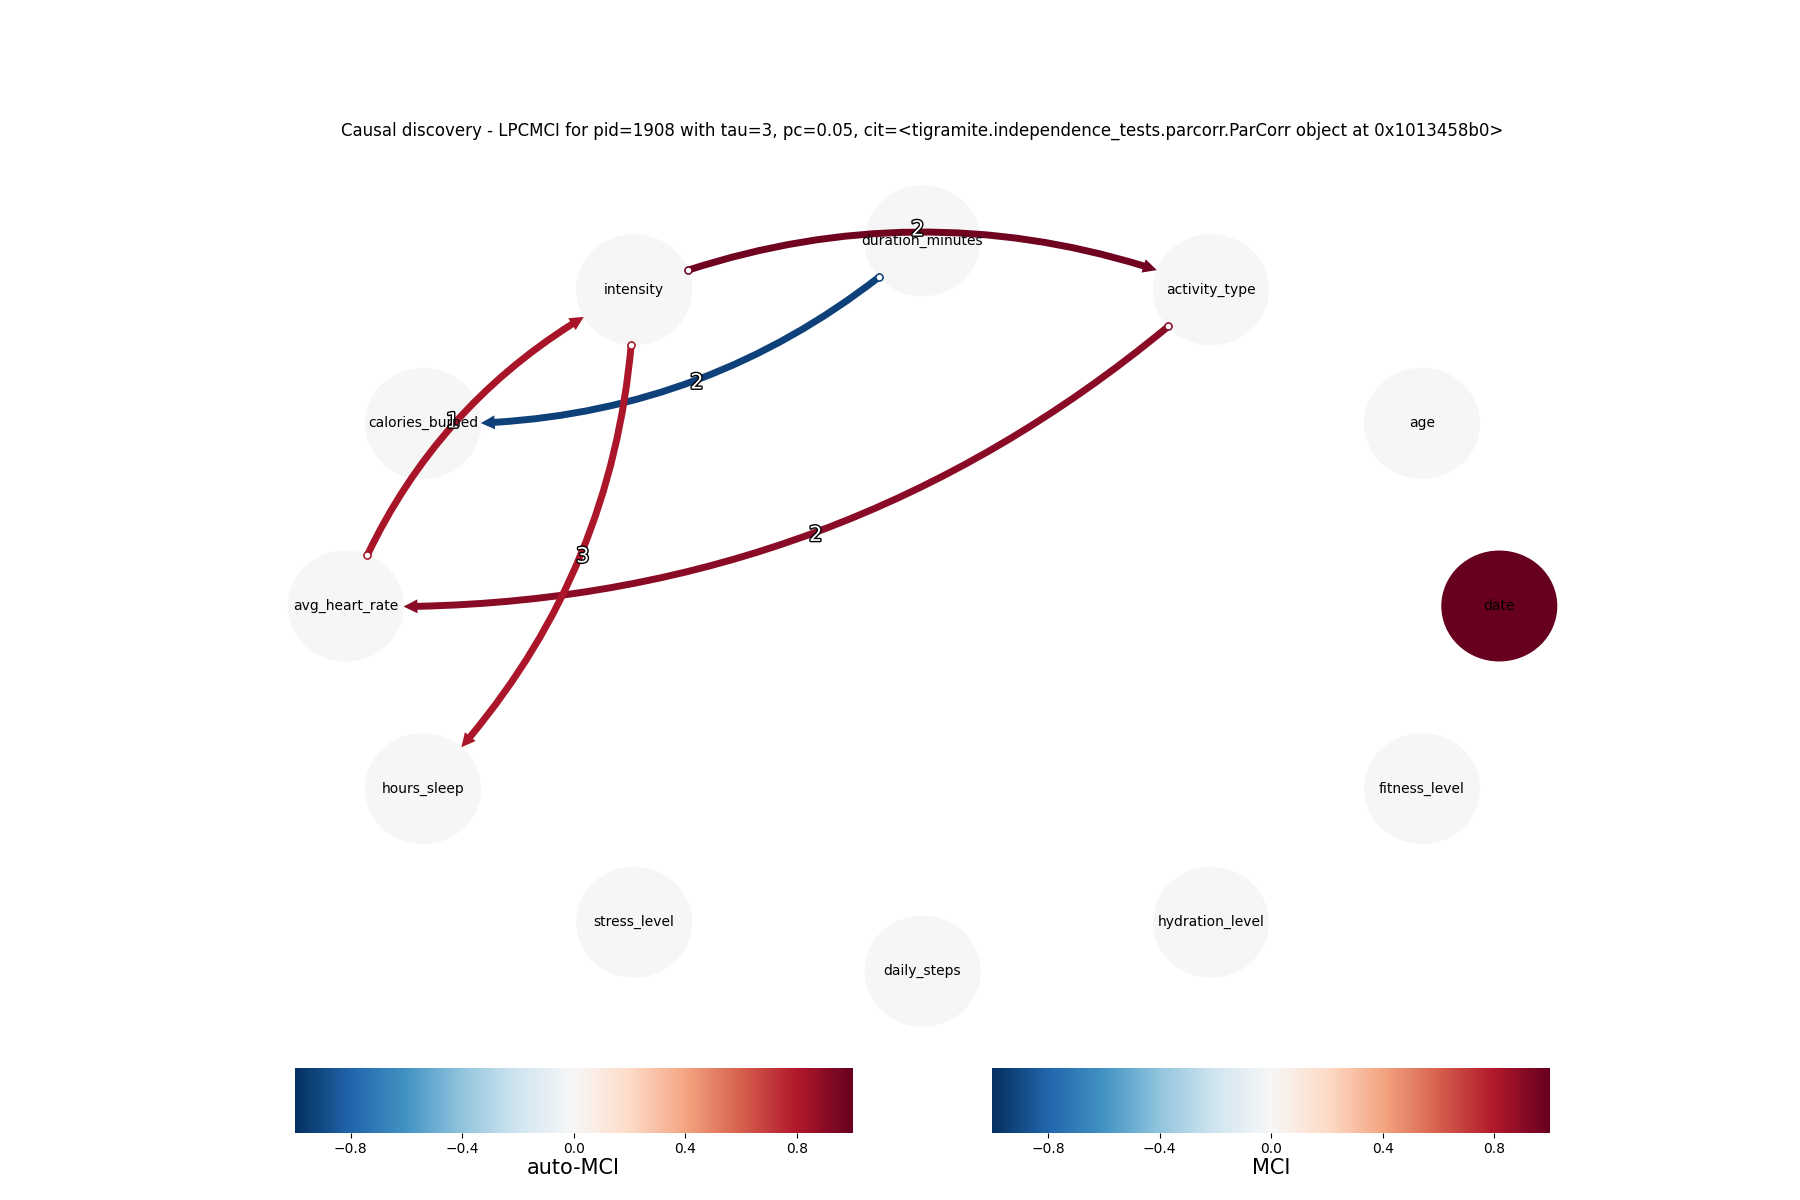 Causal discovery - LPCMCI for pid=1908 with tau=3, pc=0.05, cit=<tigramite.independence_tests.parcorr.ParCorr object at 0x1013458b0>
2
duration_minutes
intensity
activity_type
2
1
calories_burned
age
2
3
avg_heart_rate
date
hours_sleep
fitness_level
stress_level
hydration_level
daily_steps
−0.8 −0.4 0.0 0.4 0.8
auto-MCI
−0.8 −0.4 0.0 0.4 0.8
MCI